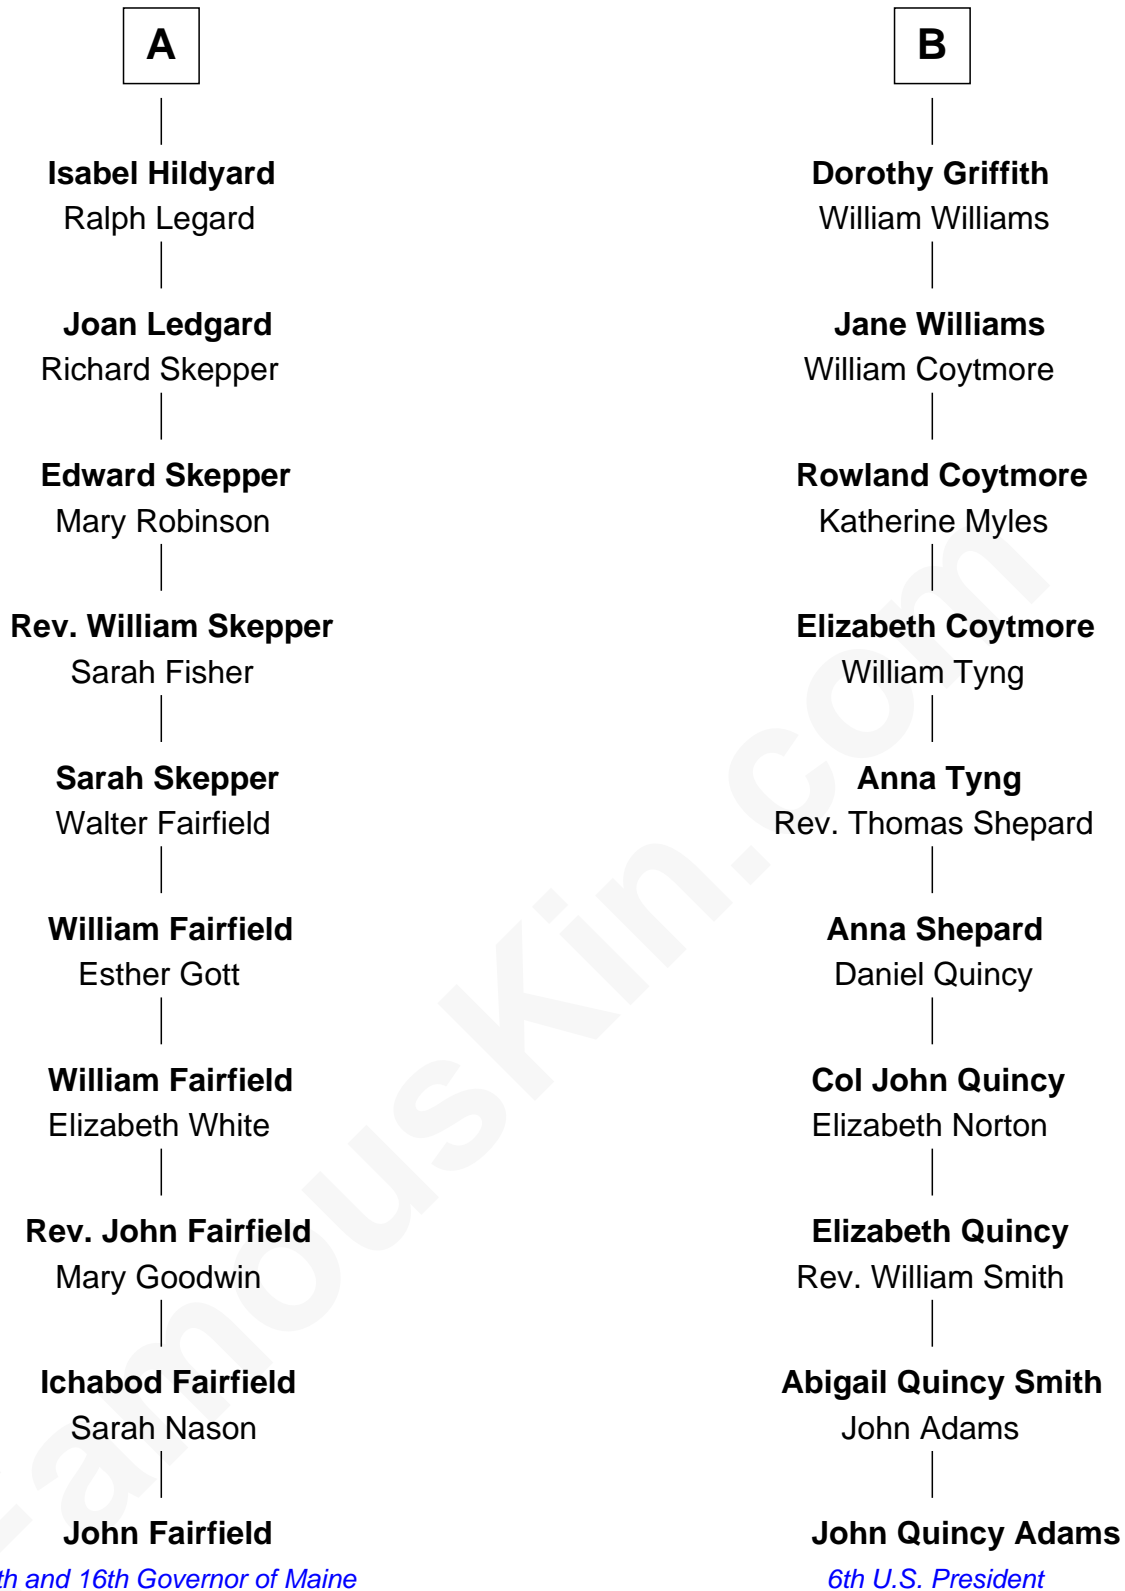 A
Isabel Hildyard
Ralph Legard
Joan Ledgard
Richard Skepper
Edward Skepper
Mary Robinson
Rev. William Skepper
Sarah Fisher
Sarah Skepper
Walter Fairfield
William Fairfield
Esther Gott
William Fairfield
Elizabeth White
Rev. John Fairfield
Mary Goodwin
Ichabod Fairfield
Sarah Nason
John Fairfield
th and 16th Governor of Maine
B
Dorothy Griffith
William Williams
Jane Williams
William Coytmore
Rowland Coytmore
Katherine Myles
Elizabeth Coytmore
William Tyng
Anna Tyng
Rev. Thomas Shepard
Anna Shepard
Daniel Quincy
Col John Quincy
Elizabeth Norton
Elizabeth Quincy
Rev. William Smith
Abigail Quincy Smith
John Adams
John Quincy Adams
6th U.S. President
FamousKin.com